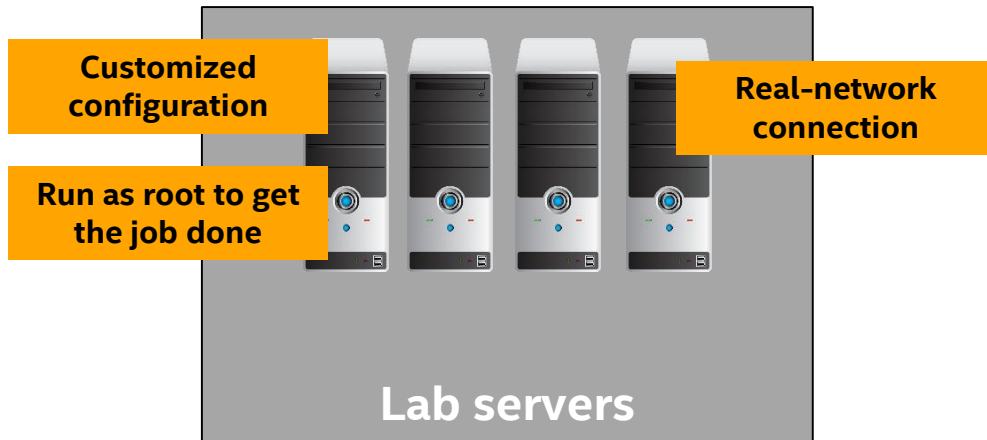 Customized
configuration
Real-network
connection
Run as root to get
the job done
Lab servers